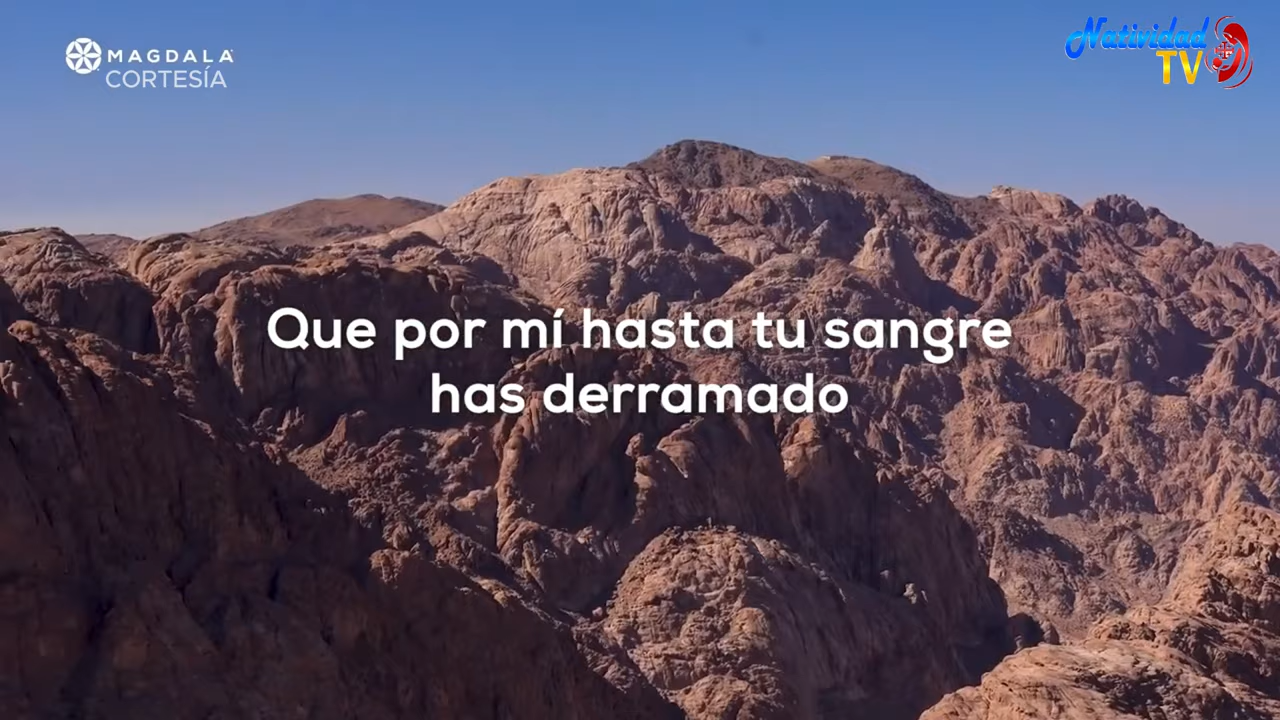 MAGDALA
CORTESÍA
Natividad
TV
Que por mí hasta tu sangre
has derramado